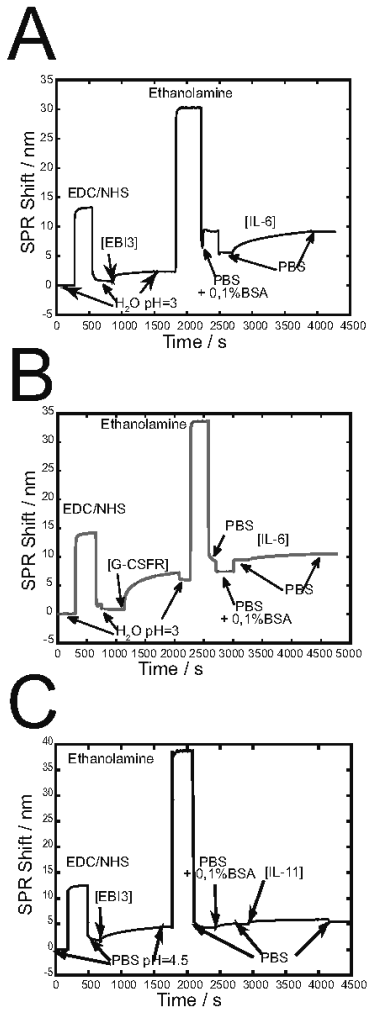 A
Ethanolamine
35
30
25
20
15
10
5
0
-5
SPR Shift / nm
EDC/NHS
[EBI3]
[IL-6]
H2O pH=3
PBS
+ 0,1%BSA
PBS
0 500 1000 1500 2000 2500 3000 3500 4000 4500
Time / s
B
Ethanolamine
35
30
25
20
15
10
5
0
-5
SPR Shift / nm
EDC/NHS
[G-CSFR]
PBS
[IL-6]
H2O pH=3
PBS
PBS
+ 0,1%BSA
0 500 1000 1500 2000 2500 3000 3500 4000 4500 5000
Time / s
C
Ethanolamine
40
35
30
25
20
15
10
5
0
-5
SPR Shift / nm
EDC/NHS
[EBI3]
PBS
+ 0,1%BSA
[IL-11]
PBS pH=4.5
PBS
0 500 1000 1500 2000 2500 3000 3500 4000 4500
Time / s